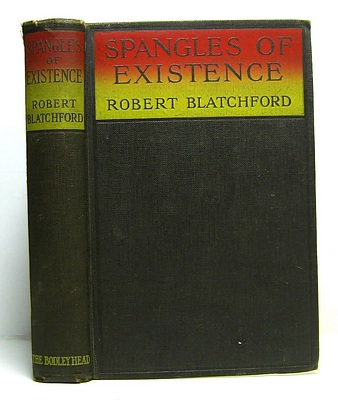 SPANGLES
OF
EXISTENCE
ROBERT
BLATCHFORD
THE BODLEY HEAD
SPANGLES OF
EXISTENCE
ROBERT BLATCHFORD